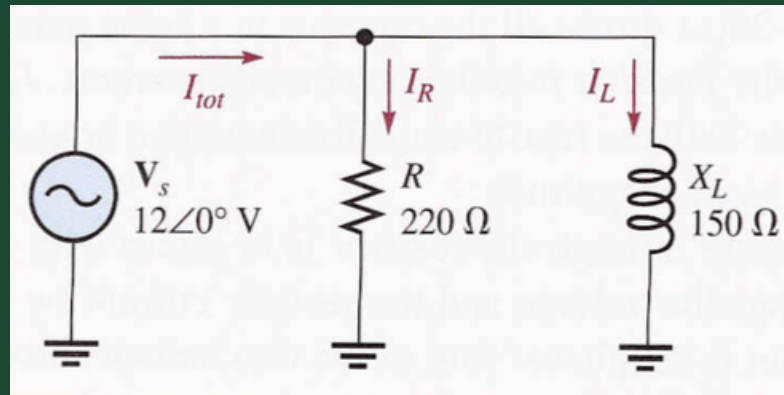 I_tot
I_R
I_L
V_s
12∠0° V
R
220 Ω
X_L
150 Ω